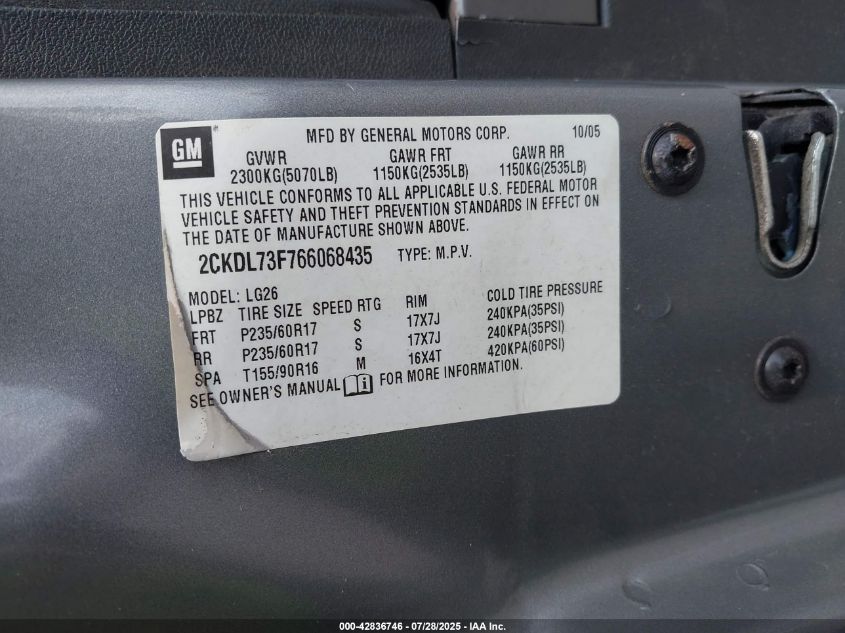 GM
MFD BY GENERAL MOTORS CORP. 10/05
GVWR GAWR FRT GAWR RR
2300KG(5070LB) 1150KG(2535LB) 1150KG(2535LB)
THIS VEHICLE CONFORMS TO ALL APPLICABLE U.S. FEDERAL MOTOR
VEHICLE SAFETY AND THEFT PREVENTION STANDARDS IN EFFECT ON
THE DATE OF MANUFACTURE SHOWN ABOVE.
2CKDL73F766068435 TYPE: M.P.V.
MODEL: LG26
LPBZ TIRE SIZE SPEED RTG RIM COLD TIRE PRESSURE
FRT P235/60R17 S 17X7J 240KPA(35PSI)
RR P235/60R17 S 17X7J 240KPA(35PSI)
SPA T155/90R16 M 16X4T 420KPA(60PSI)
SEE OWNER'S MANUAL i FOR MORE INFORMATION.
000-42836746 - 07/28/2025 - IAA Inc.